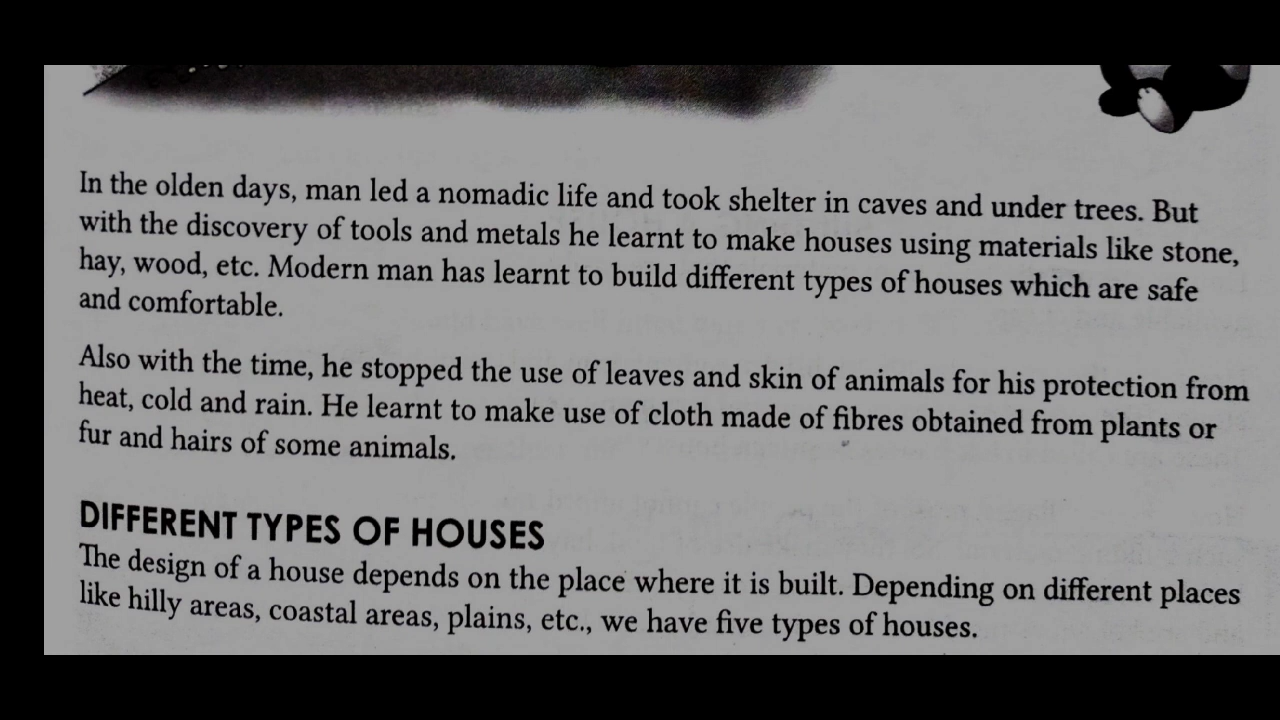 In the olden days, man led a nomadic life and took shelter in caves and under trees. But
with the discovery of tools and metals he learnt to make houses using materials like stone,
hay, wood, etc. Modern man has learnt to build different types of houses which are safe
and comfortable.
Also with the time, he stopped the use of leaves and skin of animals for his protection from
heat, cold and rain. He learnt to make use of cloth made of fibres obtained from plants or
fur and hairs of some animals.
DIFFERENT TYPES OF HOUSES
The design of a house depends on the place where it is built. Depending on different places
like hilly areas, coastal areas, plains, etc., we have five types of houses.